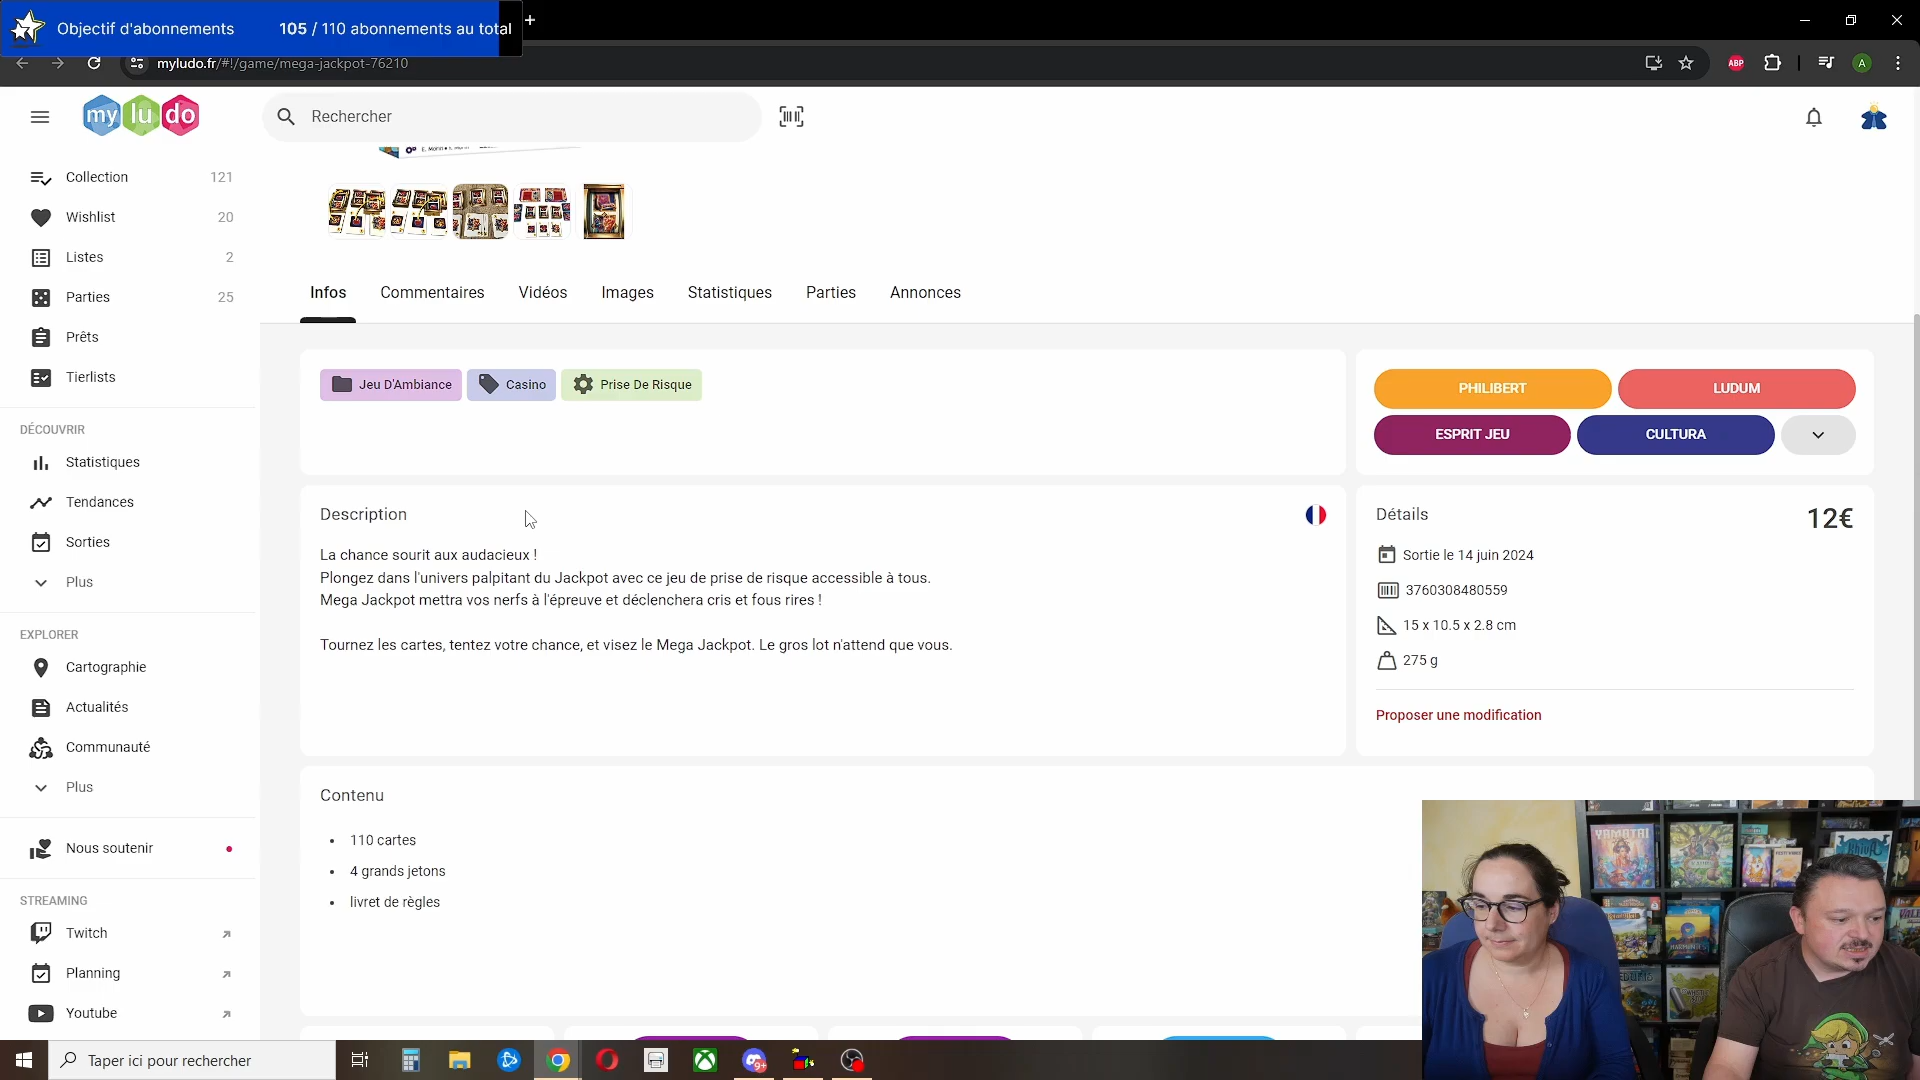 Objectif d'abonnements
105 / 110 abonnements au total
myludo.fr/#!/game/mega-jackpot-76210
ABP
A
my lu do
Rechercher
Collection 121
Wishlist 20
Listes 2
Parties 25
Prêts
Tierlists
DÉCOUVRIR
Statistiques
Tendances
Sorties
Plus
EXPLORER
Cartographie
Actualités
Communauté
Plus
Nous soutenir
STREAMING
Twitch
Planning
Youtube
Infos Commentaires Vidéos Images Statistiques Parties Annonces
Jeu D'Ambiance Casino Prise De Risque
PHILIBERT LUDUM
ESPRIT JEU CULTURA
Description
La chance sourit aux audacieux !
Plongez dans l'univers palpitant du Jackpot avec ce jeu de prise de risque accessible à tous.
Mega Jackpot mettra vos nerfs à l'épreuve et déclenchera cris et fous rires !
Tournez les cartes, tentez votre chance, et visez le Mega Jackpot. Le gros lot n'attend que vous.
Détails 12€
Sortie le 14 juin 2024
3760308480559
15 x 10.5 x 2.8 cm
275 g
Proposer une modification
Contenu
110 cartes
4 grands jetons
livret de règles
YAMATAI
Taper ici pour rechercher
9+